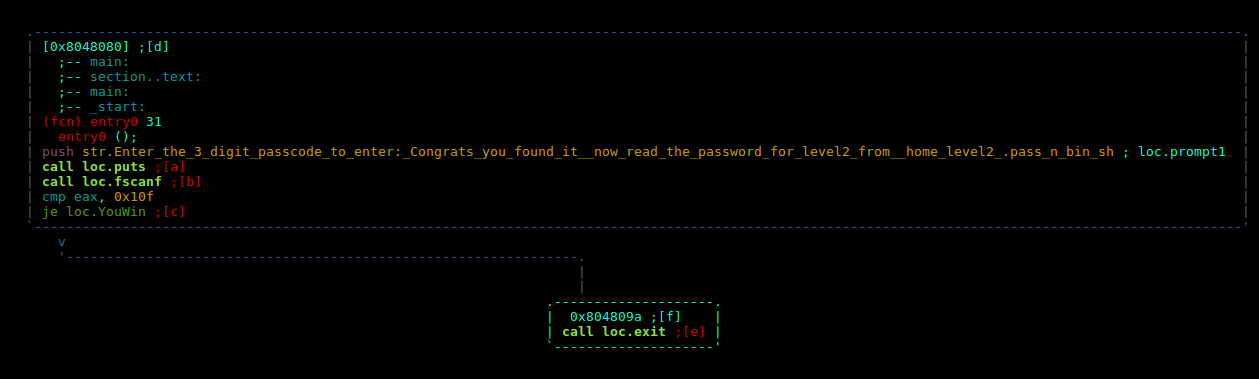 [0x8048080] ;[d]
;-- main:
;-- section..text:
;-- main:
;-- _start:
(fcn) entry0 31
entry0 ();
push str.Enter_the_3_digit_passcode_to_enter:_Congrats_you_found_it__now_read_the_password_for_level2_from__home_level2_.pass_n_bin_sh ; loc.prompt1
call loc.puts ;[a]
call loc.fscanf ;[b]
cmp eax, 0x10f
je loc.YouWin ;[c]
v
0x804809a ;[f]
call loc.exit ;[e]